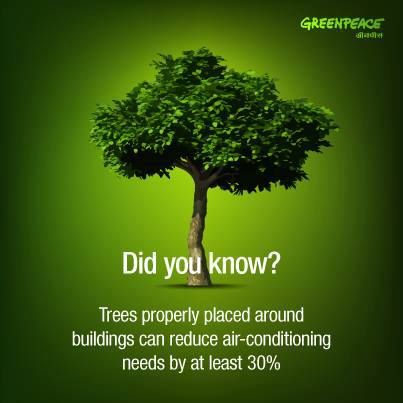 GREENPEACE
ग्रीनपीस
Did you know?
Trees properly placed around
buildings can reduce air-conditioning
needs by at least 30%